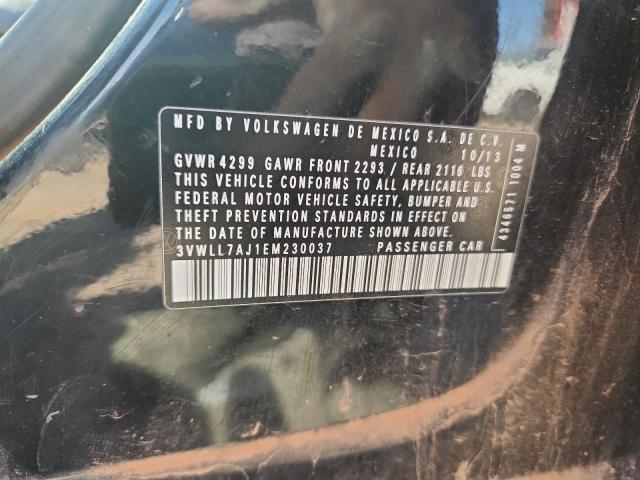 MFD BY VOLKSWAGEN DE MEXICO S.A. DE C.V.
MEXICO 10/13
GVWR 4299 GAWR FRONT 2293 / REAR 2116 LBS
THIS VEHICLE CONFORMS TO ALL APPLICABLE U.S.
FEDERAL MOTOR VEHICLE SAFETY, BUMPER AND
THEFT PREVENTION STANDARDS IN EFFECT ON
THE DATE OF MANUFACTURE SHOWN ABOVE.
3VWLL7AJ1EM230037 PASSENGER CAR
4346571 1004 M